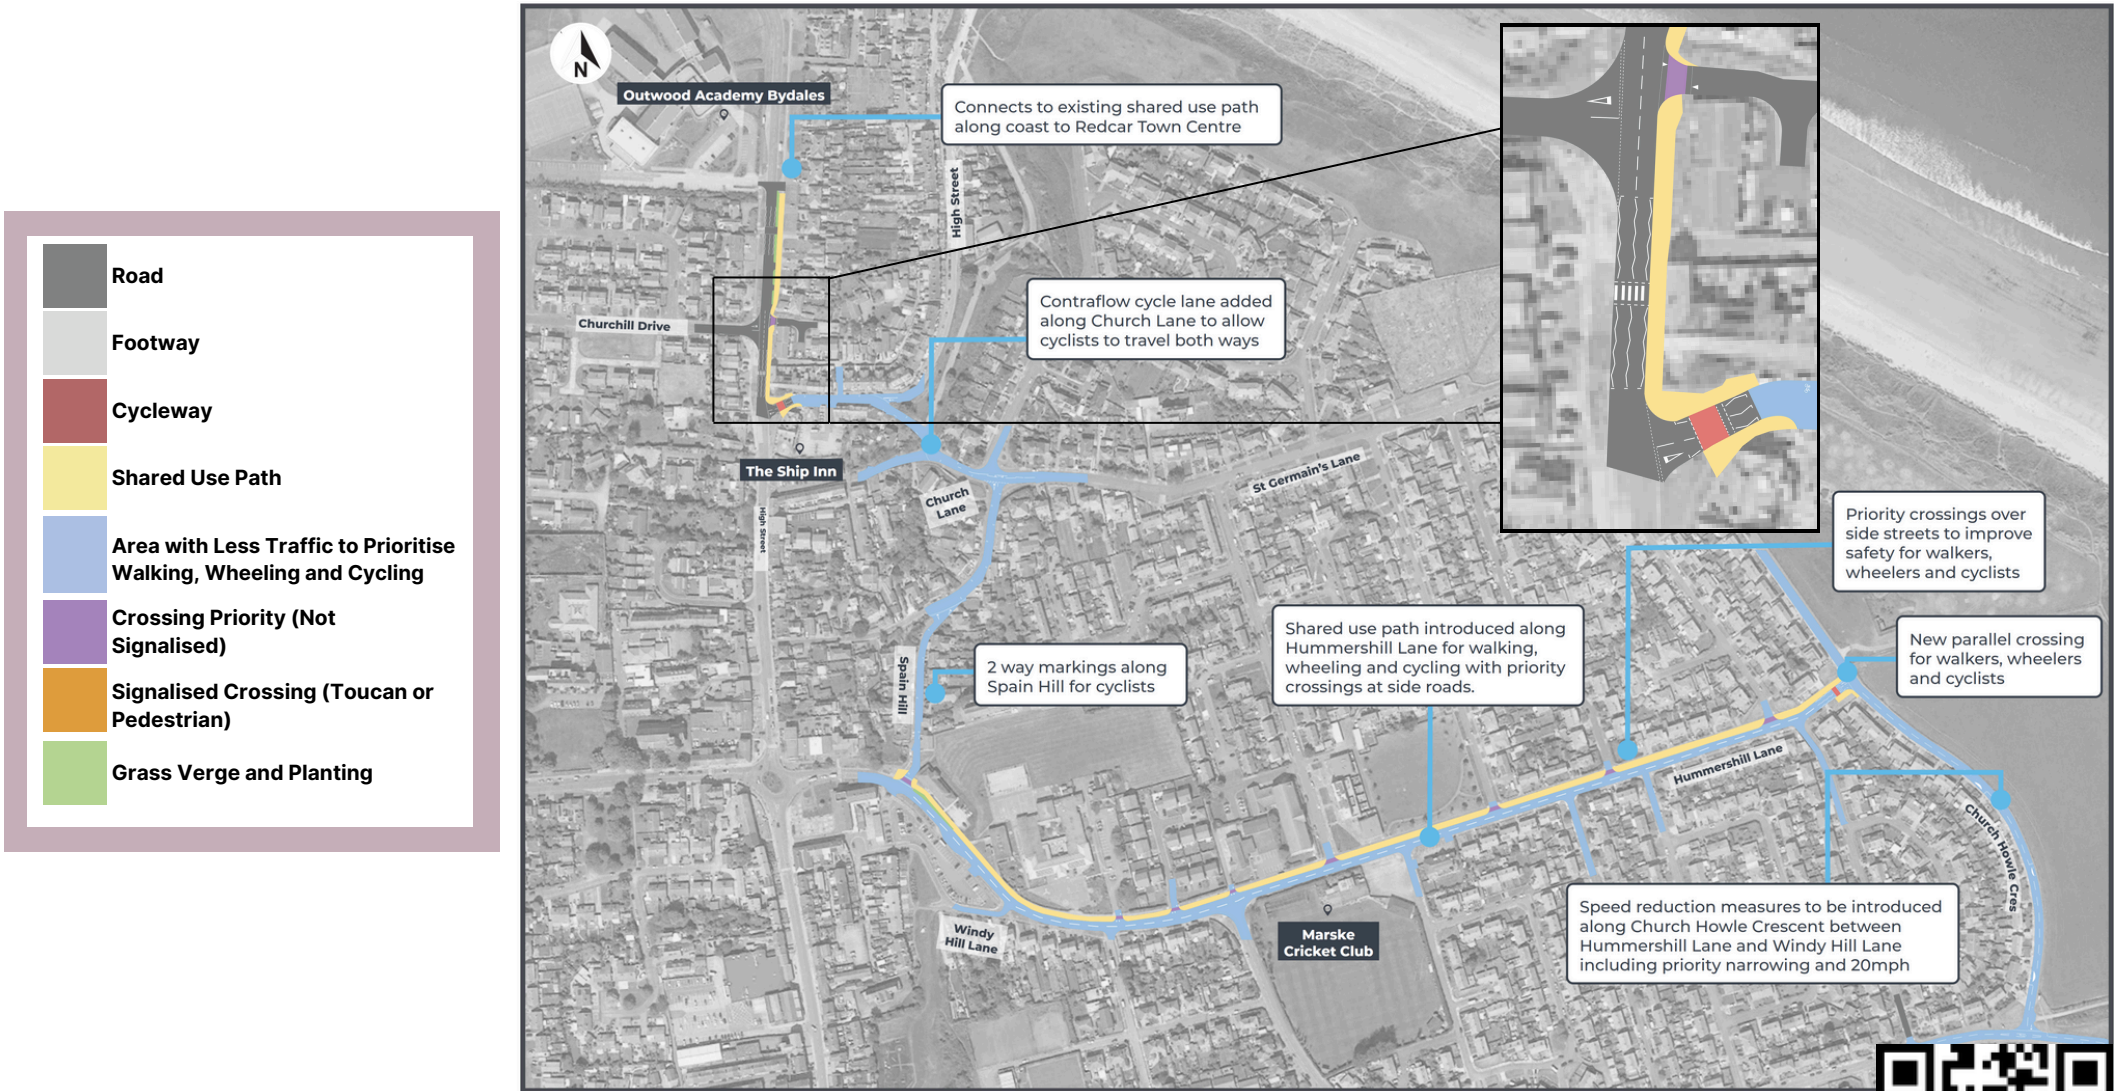 Road
Footway
Cycleway
Shared Use Path
Area with Less Traffic to Prioritise
Walking, Wheeling and Cycling
Crossing Priority (Not
Signalised)
Signalised Crossing (Toucan or
Pedestrian)
Grass Verge and Planting
N
Outwood Academy Bydales
Connects to existing shared use path
along coast to Redcar Town Centre
High Street
Contraflow cycle lane added
along Church Lane to allow
cyclists to travel both ways
Churchill Drive
The Ship Inn
Church
Lane
St Germain's Lane
High Street
Priority crossings over
side streets to improve
safety for walkers,
wheelers and cyclists
Shared use path introduced along
Hummershill Lane for walking,
wheeling and cycling with priority
crossings at side roads.
New parallel crossing
for walkers, wheelers
and cyclists
Spain Hill
2 way markings along
Spain Hill for cyclists
Hummershill Lane
Church Howle Cres
Windy
Hill Lane
Marske
Cricket Club
Speed reduction measures to be introduced
along Church Howle Crescent between
Hummershill Lane and Windy Hill Lane
including priority narrowing and 20mph